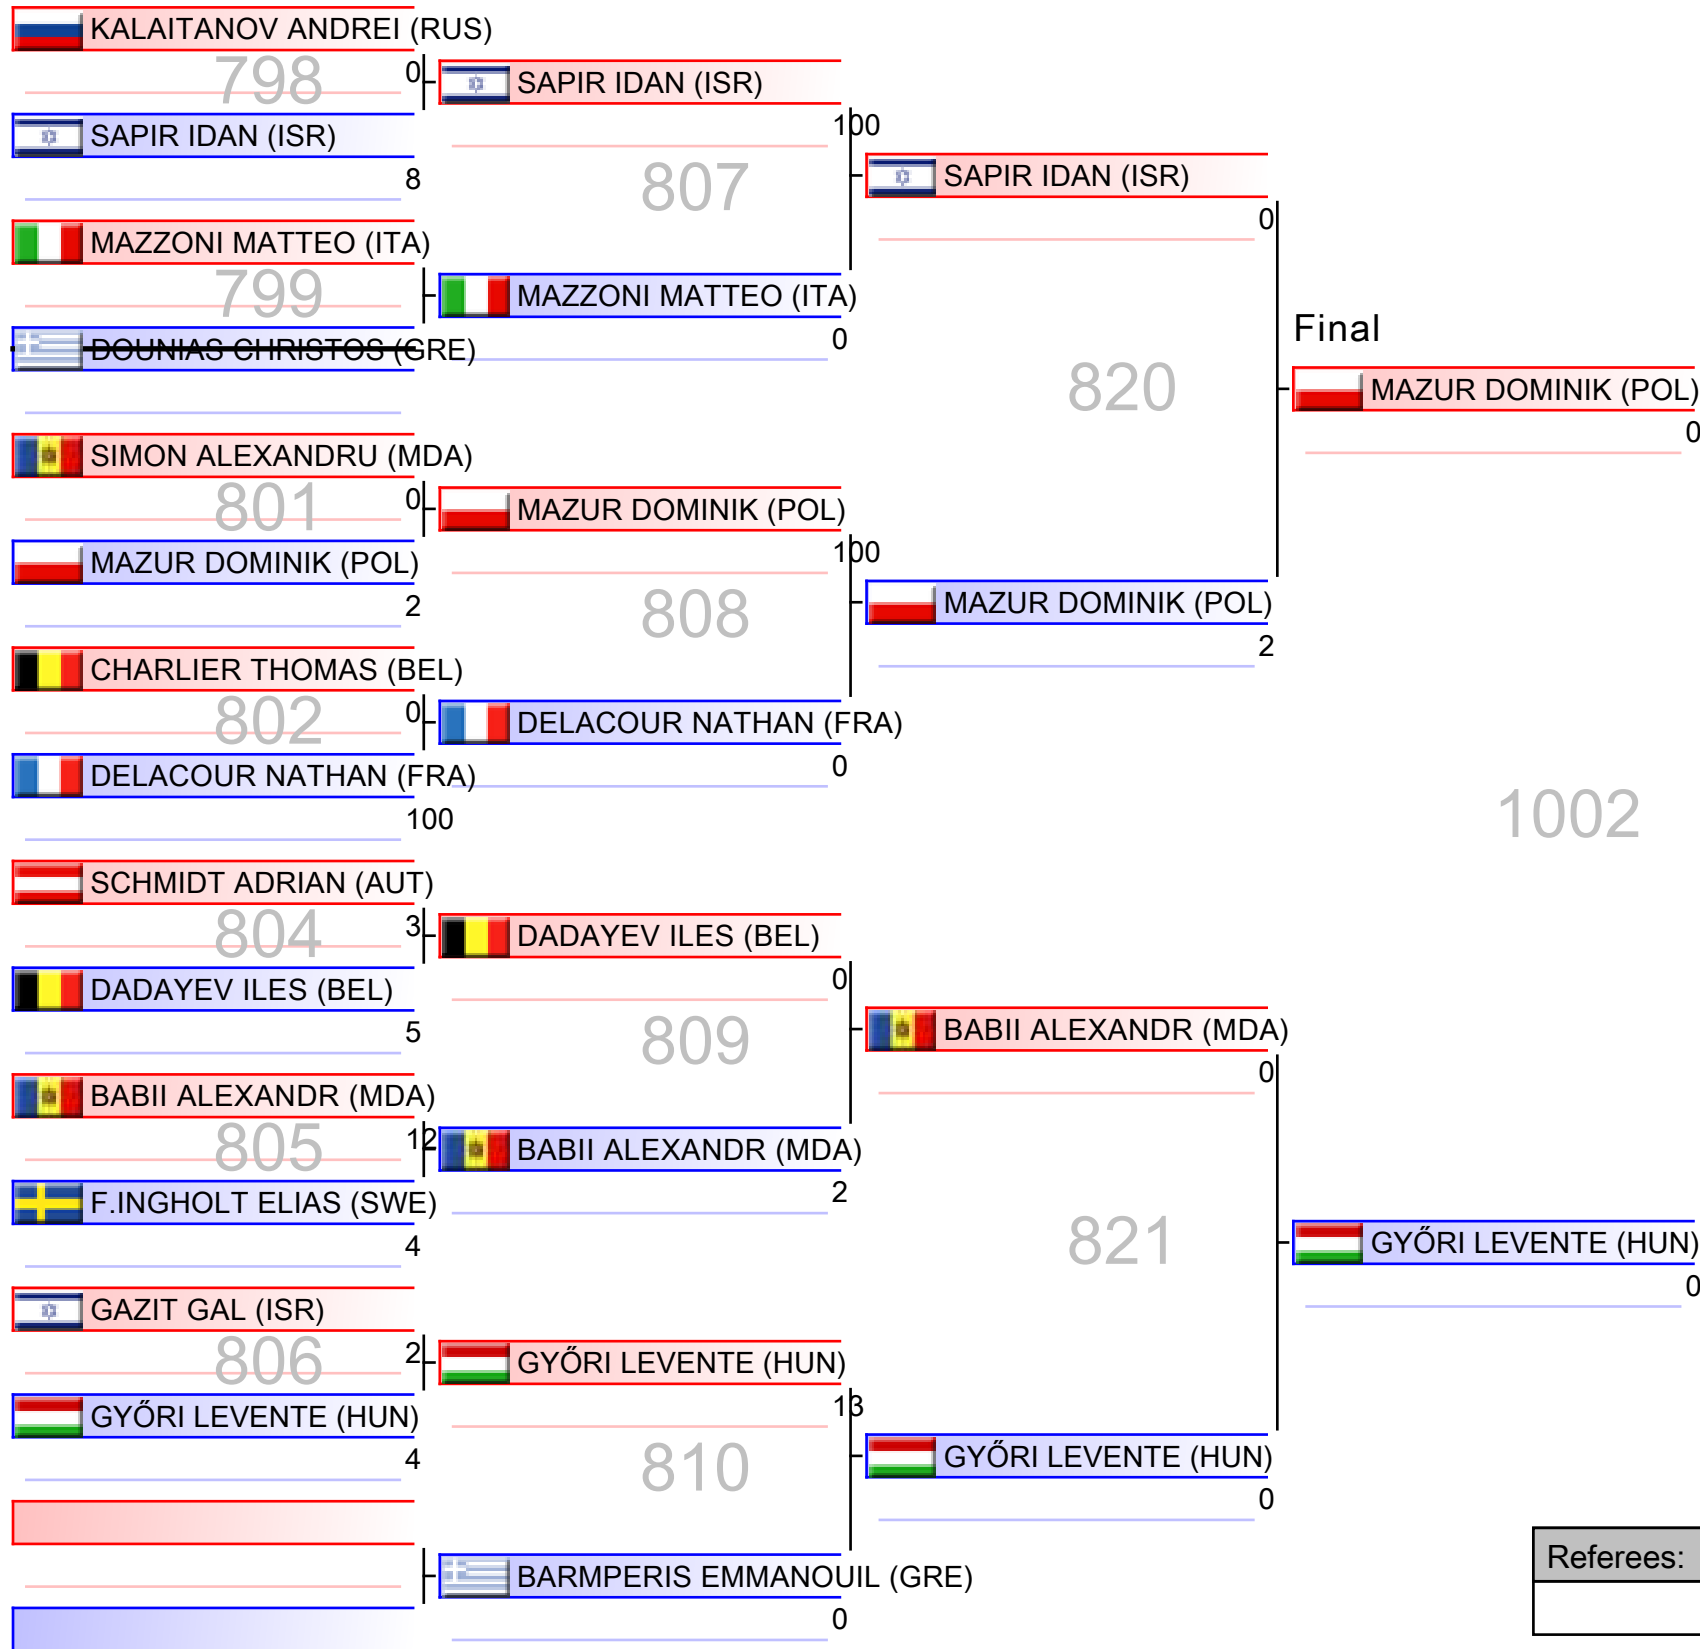 KALAITANOV ANDREI (RUS)
798
0
SAPIR IDAN (ISR)
8
MAZZONI MATTEO (ITA)
799
DOUNIAS CHRISTOS (GRE)
SIMON ALEXANDRU (MDA)
801
0
MAZUR DOMINIK (POL)
2
CHARLIER THOMAS (BEL)
802
0
DELACOUR NATHAN (FRA)
100
SCHMIDT ADRIAN (AUT)
804
3
DADAYEV ILES (BEL)
5
BABII ALEXANDR (MDA)
805
12
F.INGHOLT ELIAS (SWE)
4
GAZIT GAL (ISR)
806
2
GYŐRI LEVENTE (HUN)
4
SAPIR IDAN (ISR)
100
807
MAZZONI MATTEO (ITA)
0
MAZUR DOMINIK (POL)
100
808
DELACOUR NATHAN (FRA)
0
DADAYEV ILES (BEL)
0
809
BABII ALEXANDR (MDA)
2
GYŐRI LEVENTE (HUN)
13
810
BARMPERIS EMMANOUIL (GRE)
0
SAPIR IDAN (ISR)
0
820
MAZUR DOMINIK (POL)
2
BABII ALEXANDR (MDA)
0
821
GYŐRI LEVENTE (HUN)
0
Final
MAZUR DOMINIK (POL)
0
1002
GYŐRI LEVENTE (HUN)
0
Referees: